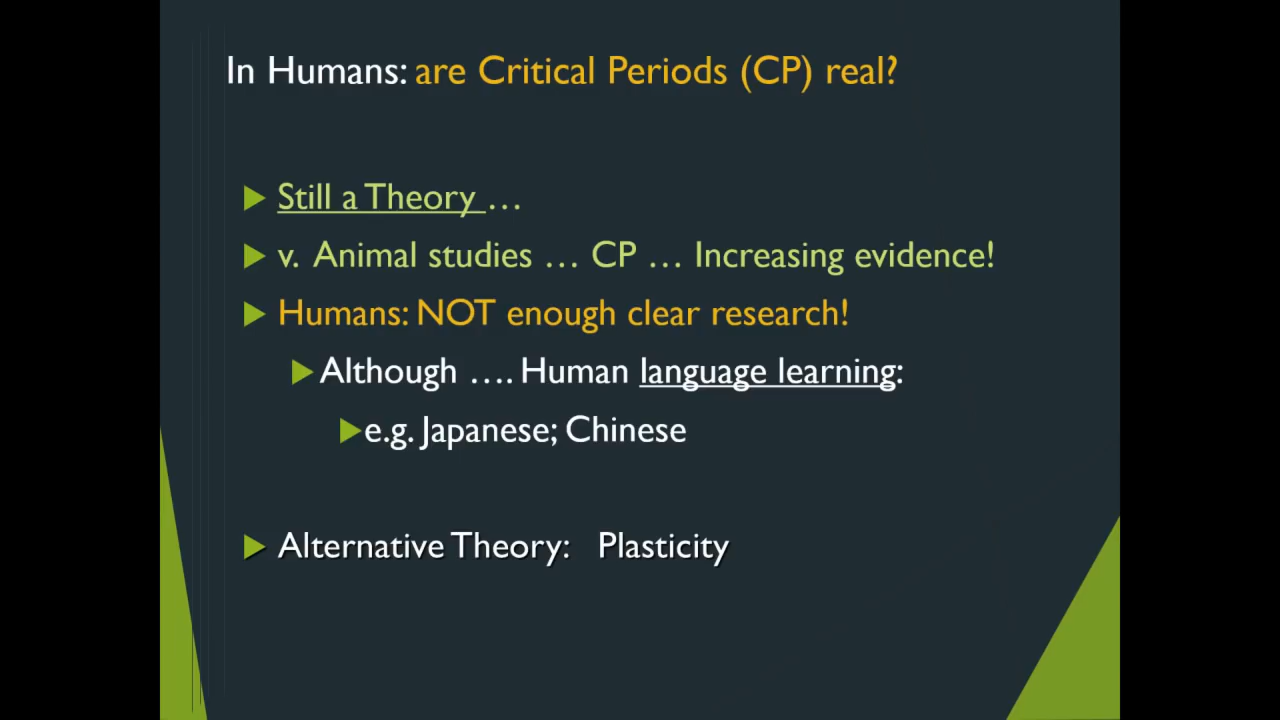 In Humans: are Critical Periods (CP) real?
Still a Theory …
v. Animal studies … CP … Increasing evidence!
Humans: NOT enough clear research!
Although …. Human language learning:
e.g. Japanese; Chinese
Alternative Theory: Plasticity